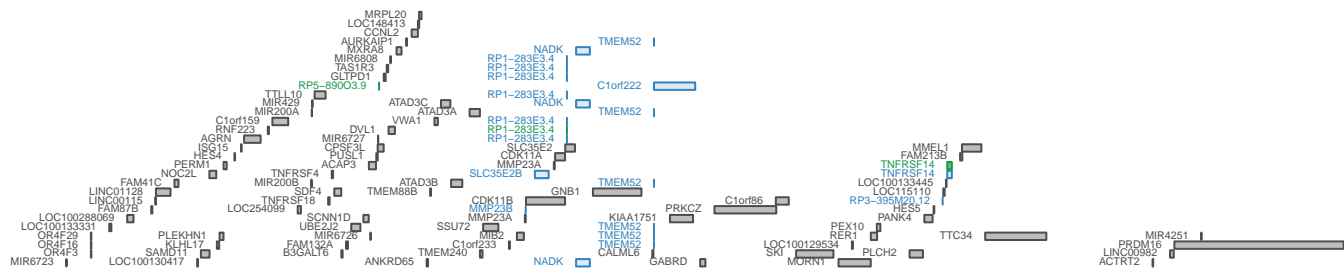 MRPL20
LOC148413
CCNL2
AURKAIP1 TMEM52
MXRA8 NADK
MIR6808 RP1−283E3.4
TAS1R3 RP1−283E3.4
GLTPD1 RP1−283E3.4
RP5−890O3.9 C1orf222
TTLL10 RP1−283E3.4
MIR429 ATAD3C NADK
MIR200A ATAD3A TMEM52
C1orf159 VWA1 RP1−283E3.4
RNF223 DVL1 RP1−283E3.4
AGRN MIR6727 RP1−283E3.4
ISG15 CPSF3L SLC35E2 MMEL1
HES4 PUSL1 CDK11A FAM213B
PERM1 ACAP3 MMP23A TNFRSF14
NOC2L TNFRSF4 SLC35E2B TNFRSF14
FAM41C MIR200B ATAD3B TMEM52 LOC100133445
LINC01128 SDF4 TMEM88B GNB1 LOC115110
LINC00115 TNFRSF18 CDK11B C1orf86 RP3−395M20.12
FAM87B LOC254099 MMP23B PRKCZ HES5
LOC100288069 SCNN1D MMP23A KIAA1751 PANK4
LOC100133331 UBE2J2 SSU72 TMEM52 PEX10
OR4F29 PLEKHN1 MIR6726 MIB2 TMEM52 RER1 TTC34 MIR4251
OR4F16 KLHL17 FAM132A C1orf233 TMEM52 LOC100129534 PRDM16
OR4F3 SAMD11 B3GALT6 TMEM240 CALML6 SKI PLCH2 LINC00982
MIR6723 LOC100130417 ANKRD65 NADK GABRD MORN1 ACTRT2